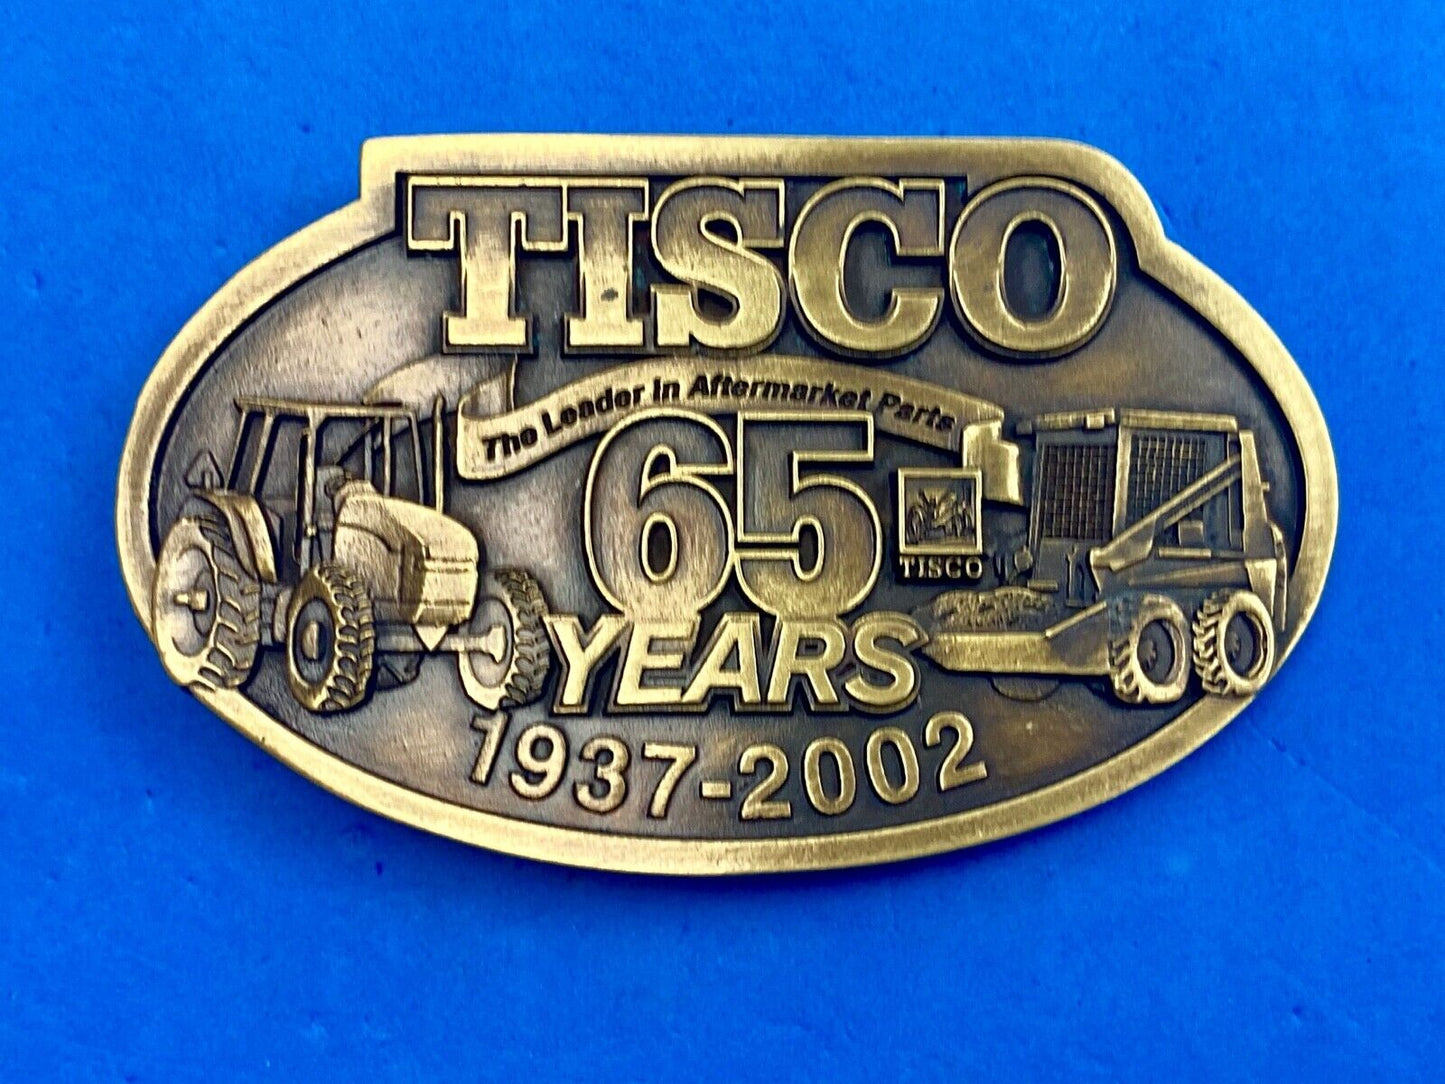 TISCO
The Leader in Aftermarket Parts
65
TISCO
YEARS
1937-2002